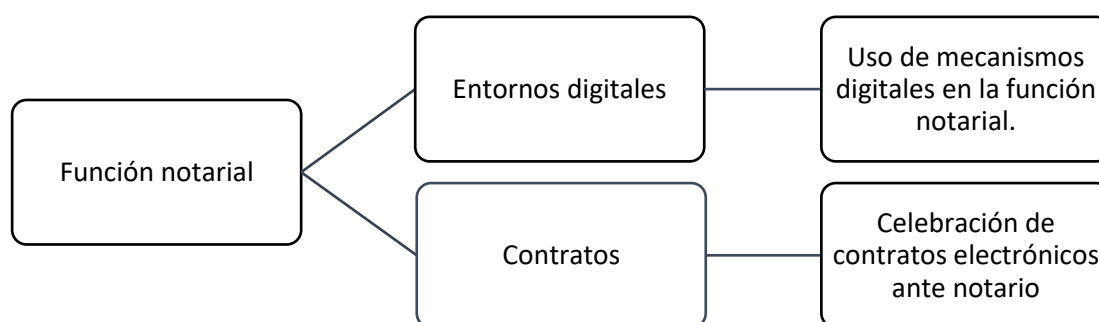 Función notarial
Entornos digitales
Uso de mecanismos
digitales en la función
notarial.
Contratos
Celebración de
contratos electrónicos
ante notario